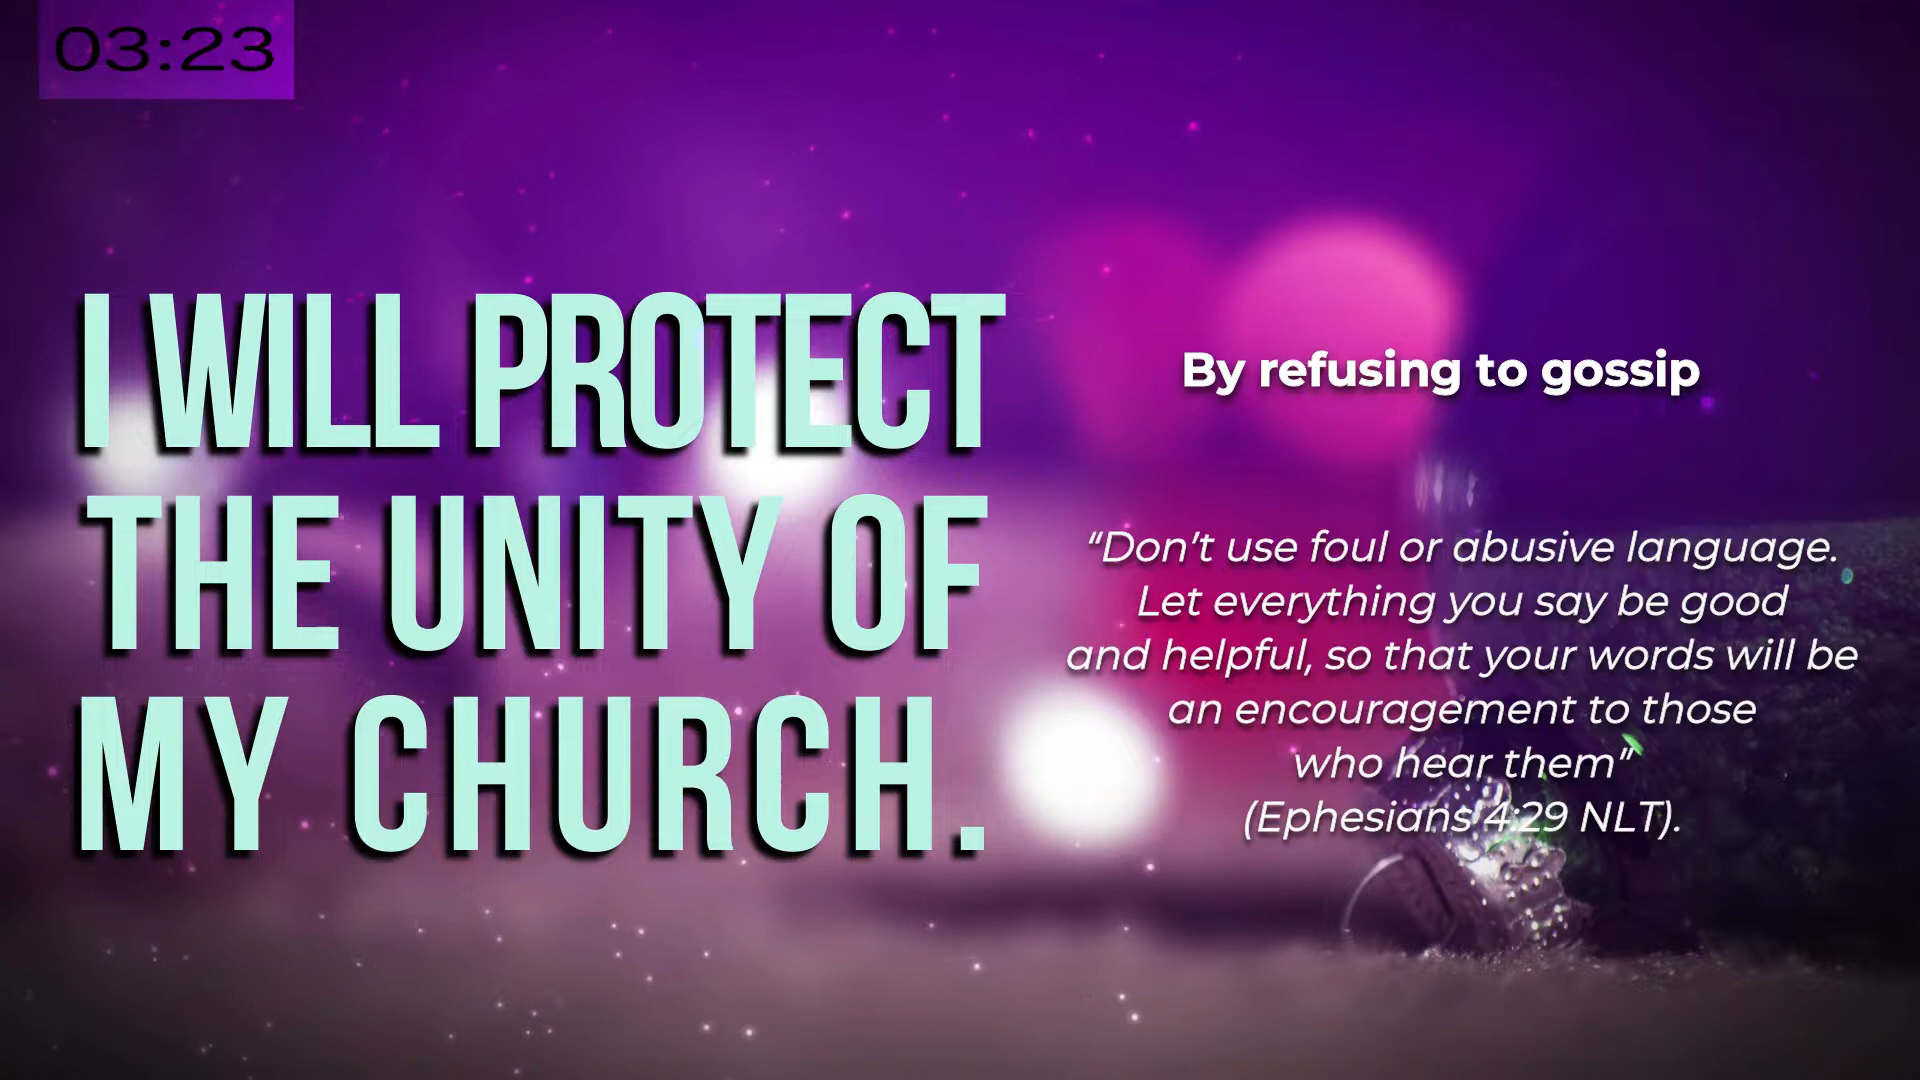 03:23
I WILL PROTECT
THE UNITY OF
MY CHURCH.
By refusing to gossip
“Don’t use foul or abusive language.
Let everything you say be good
and helpful, so that your words will be
an encouragement to those
who hear them”
(Ephesians 4:29 NLT).